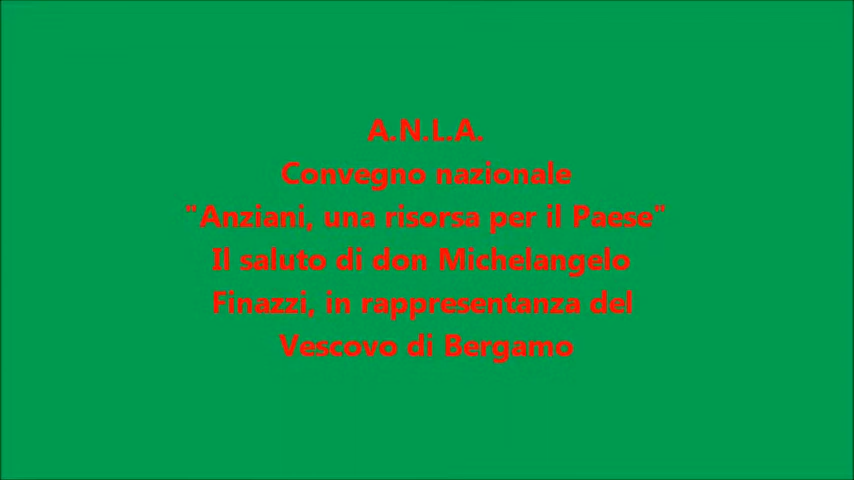 A.N.L.A.
Convegno nazionale
"Anziani, una risorsa per il Paese"
Il saluto di don Michelangelo
Finazzi, in rappresentanza del
Vescovo di Bergamo